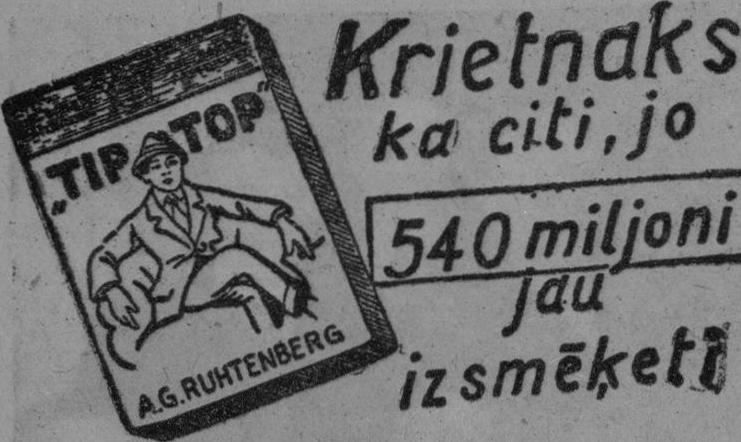 „TIP TOP"
A.G.RUHTENBERG
Krietnaks
ka citi, jo
540 miljoni
jau
izsmēķeti